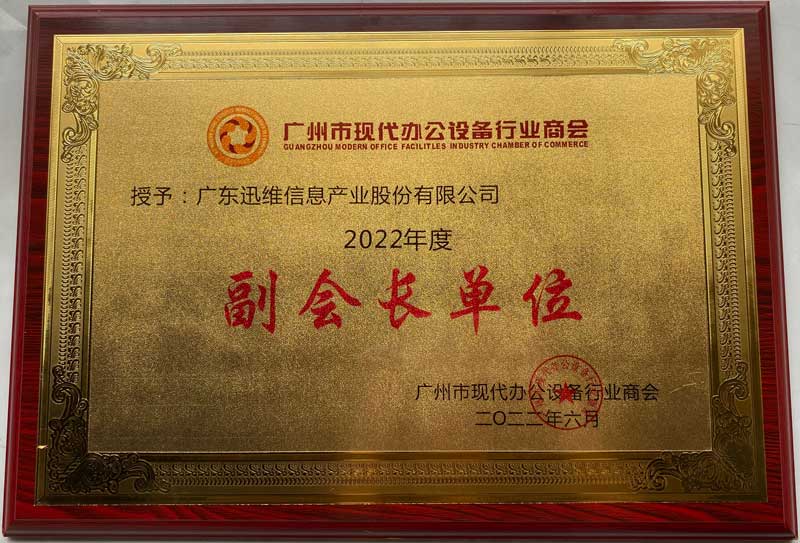 广州市现代办公设备行业商会
GUANGZHOU MODERN OFFICE FACILITLES INDUSTRY CHAMBER OF COMMERCE
授予：广东迅维信息产业股份有限公司
2022年度
副会长单位
广州市现代办公设备行业商会
二〇二二年六月